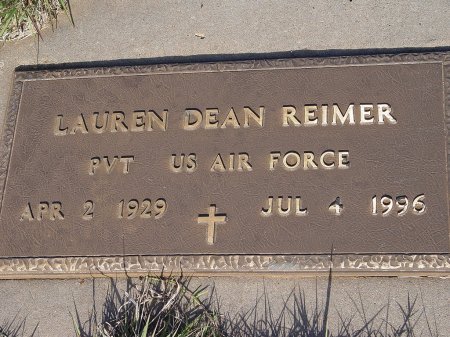 LAUREN DEAN REIMER
PVT US AIR FORCE
APR 2 1929 JUL 4 1996